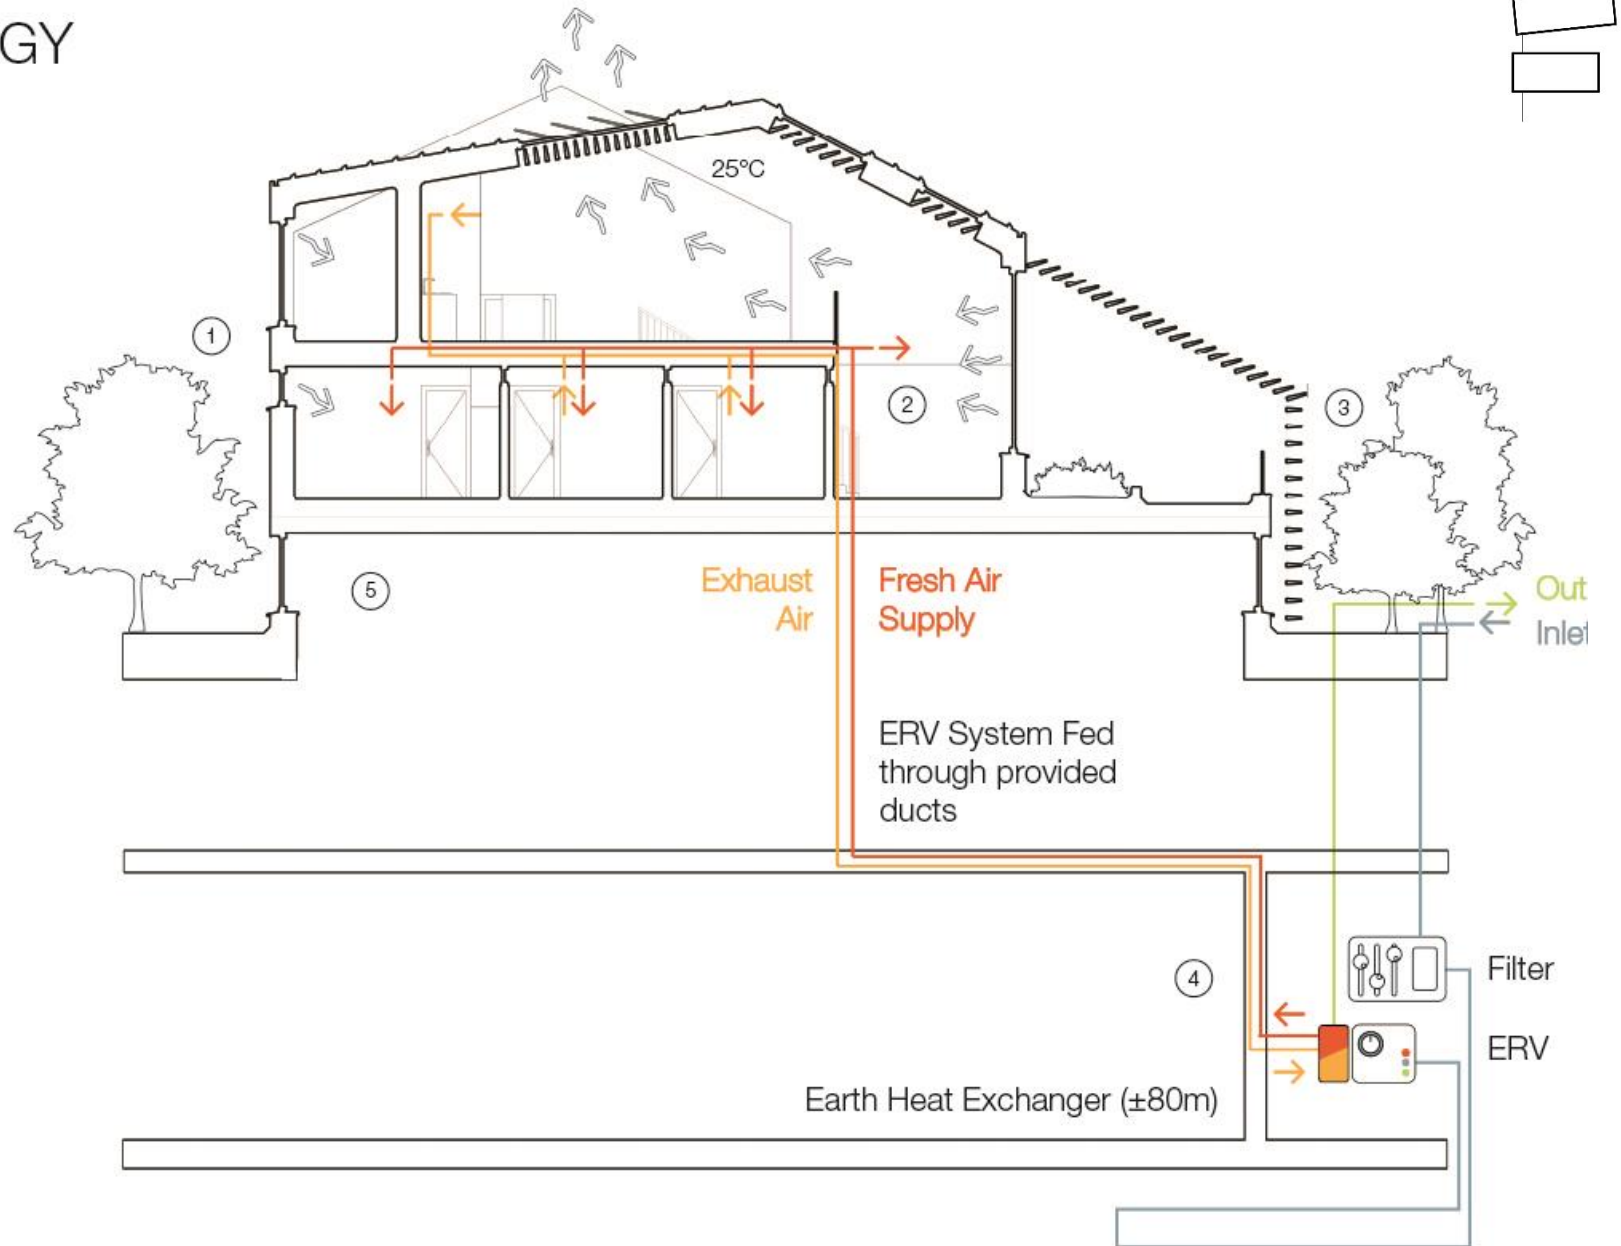 GY
25°C
1
2
3
5
Exhaust
Air
Fresh Air
Supply
Out
Inlet
ERV System Fed
through provided
ducts
4
Filter
ERV
Earth Heat Exchanger (±80m)